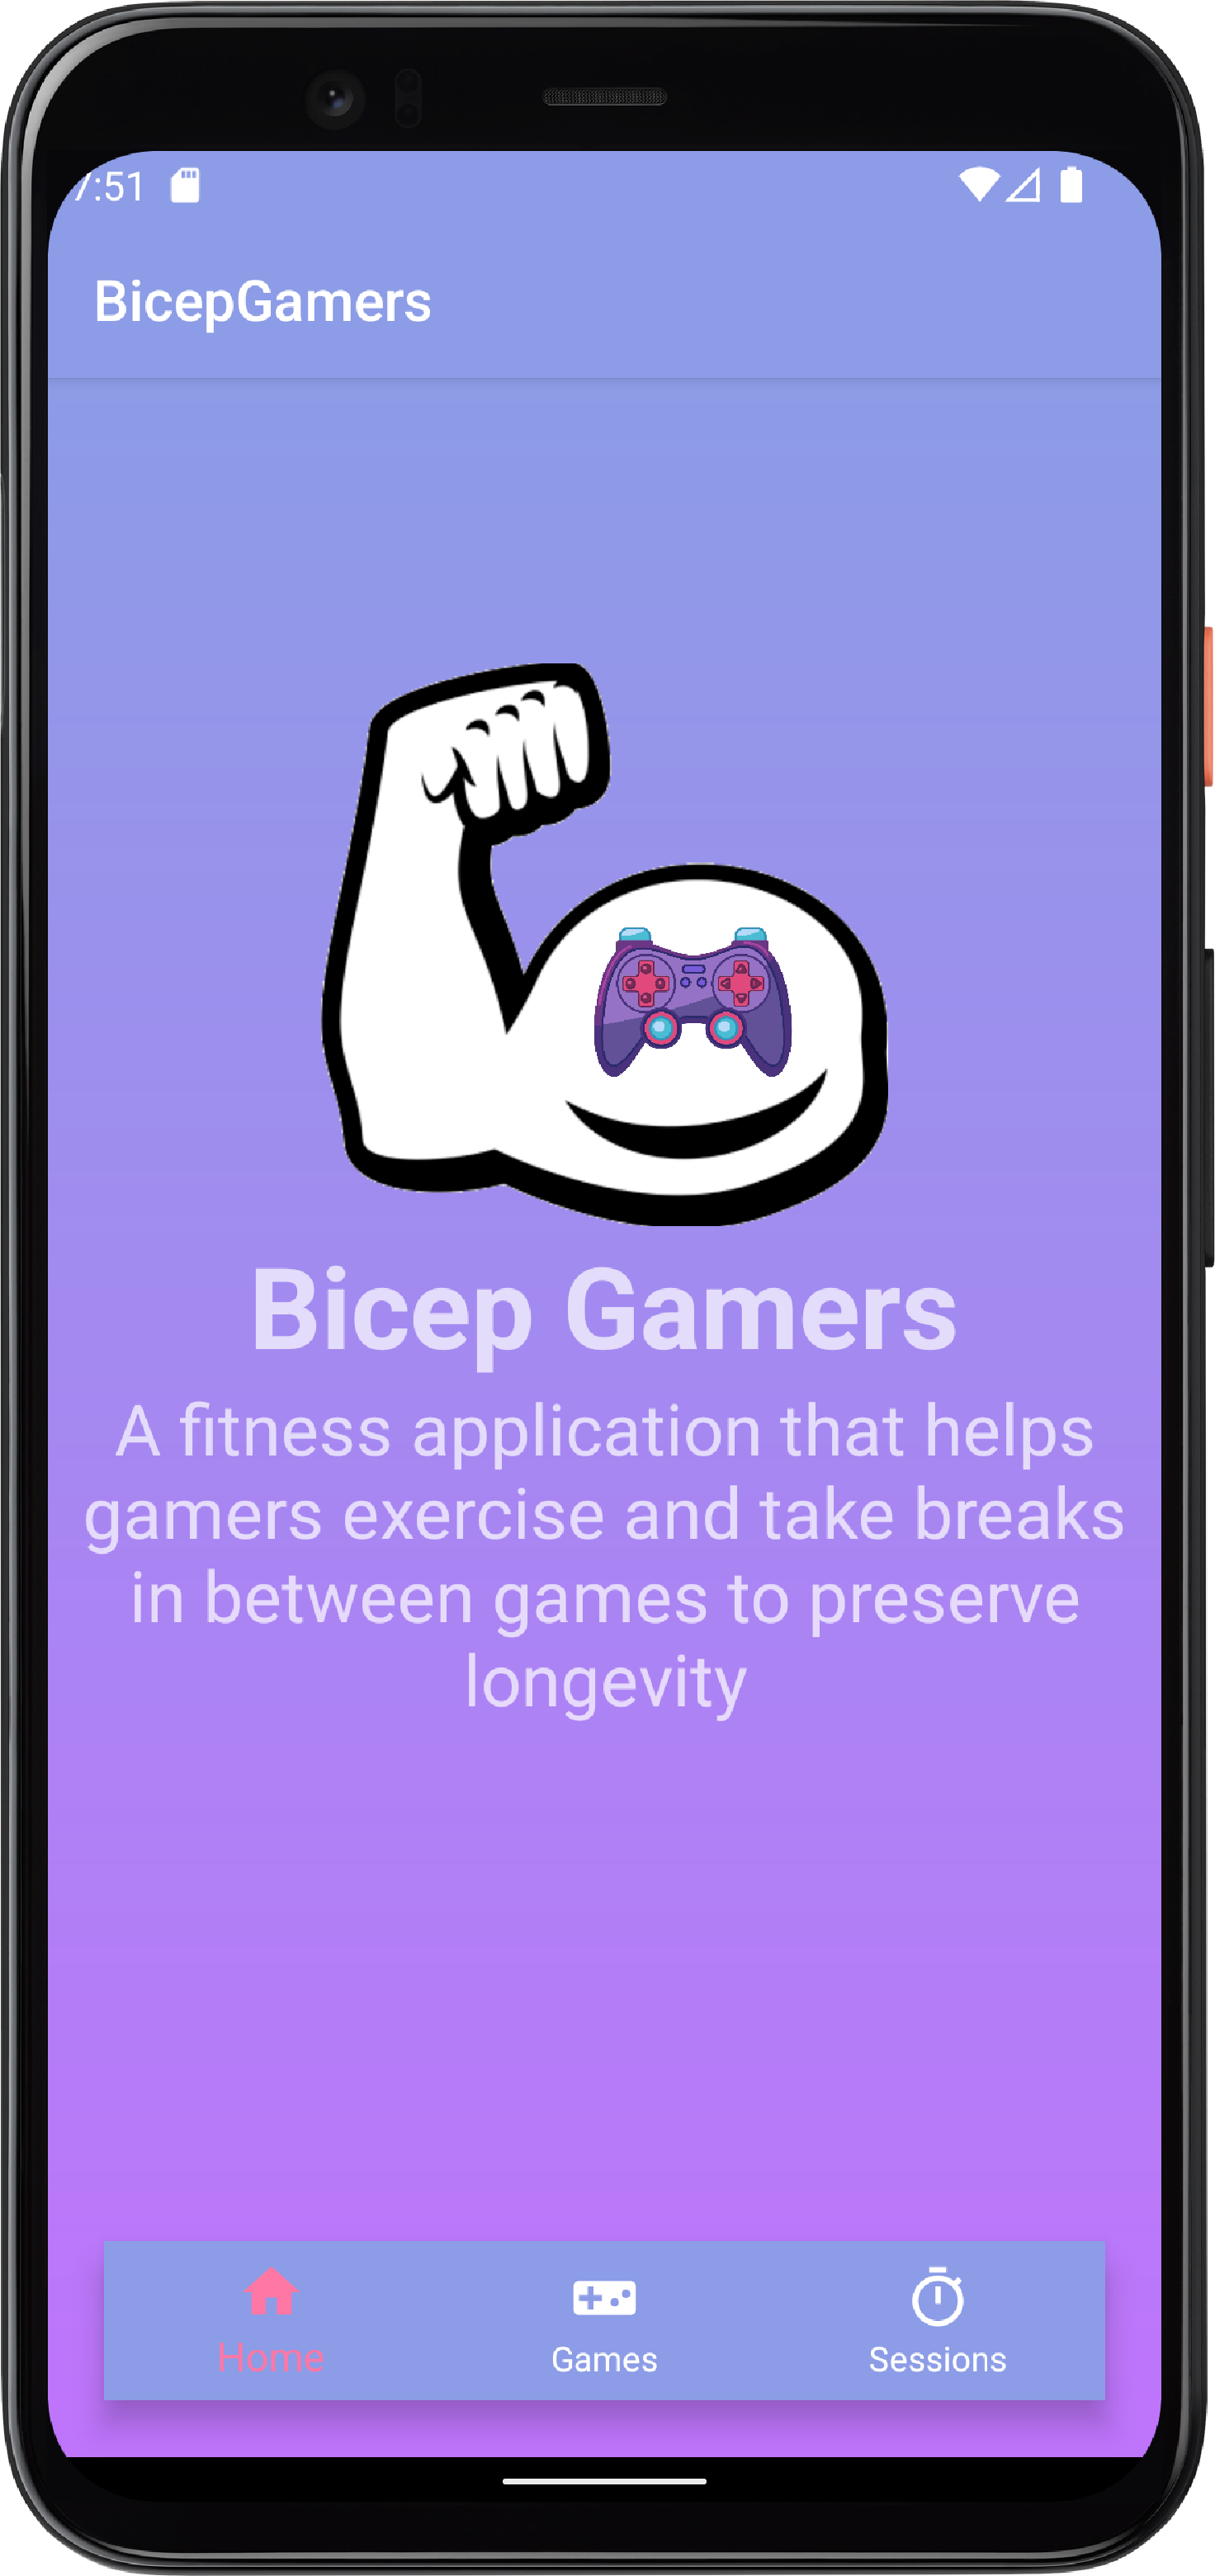 7:51
BicepGamers
Bicep Gamers
A fitness application that helps
gamers exercise and take breaks
in between games to preserve
longevity
Home
Games
Sessions